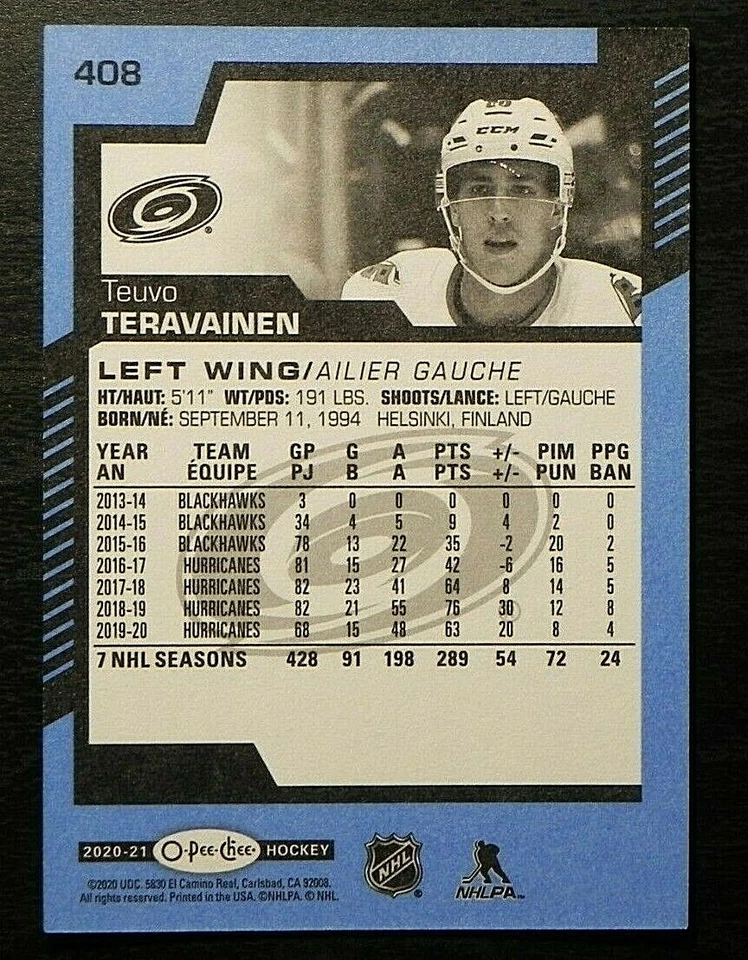 408
CCM
Teuvo
TERAVAINEN
LEFT WING/AILIER GAUCHE
HT/HAUT: 5'11" WT/PDS: 191 LBS. SHOOTS/LANCE: LEFT/GAUCHE
BORN/NÉ: SEPTEMBER 11, 1994 HELSINKI, FINLAND
YEAR TEAM GP G A PTS +/- PIM PPG
AN ÉQUIPE PJ B A PTS +/- PUN BAN
2013-14 BLACKHAWKS 3 0 0 0 0 0 0
2014-15 BLACKHAWKS 34 4 5 9 4 2 0
2015-16 BLACKHAWKS 78 13 22 35 -2 20 2
2016-17 HURRICANES 81 15 27 42 -6 16 5
2017-18 HURRICANES 82 23 41 64 8 14 5
2018-19 HURRICANES 82 21 55 76 30 12 8
2019-20 HURRICANES 68 15 48 63 20 8 4
7 NHL SEASONS 428 91 198 289 54 72 24
2020-21 O-Pee-Chee HOCKEY
NHL
NHLPA
©2020 UDC. 5830 El Camino Real, Carlsbad, CA 92008.
All rights reserved. Printed in the USA. ©NHLPA. © NHL.